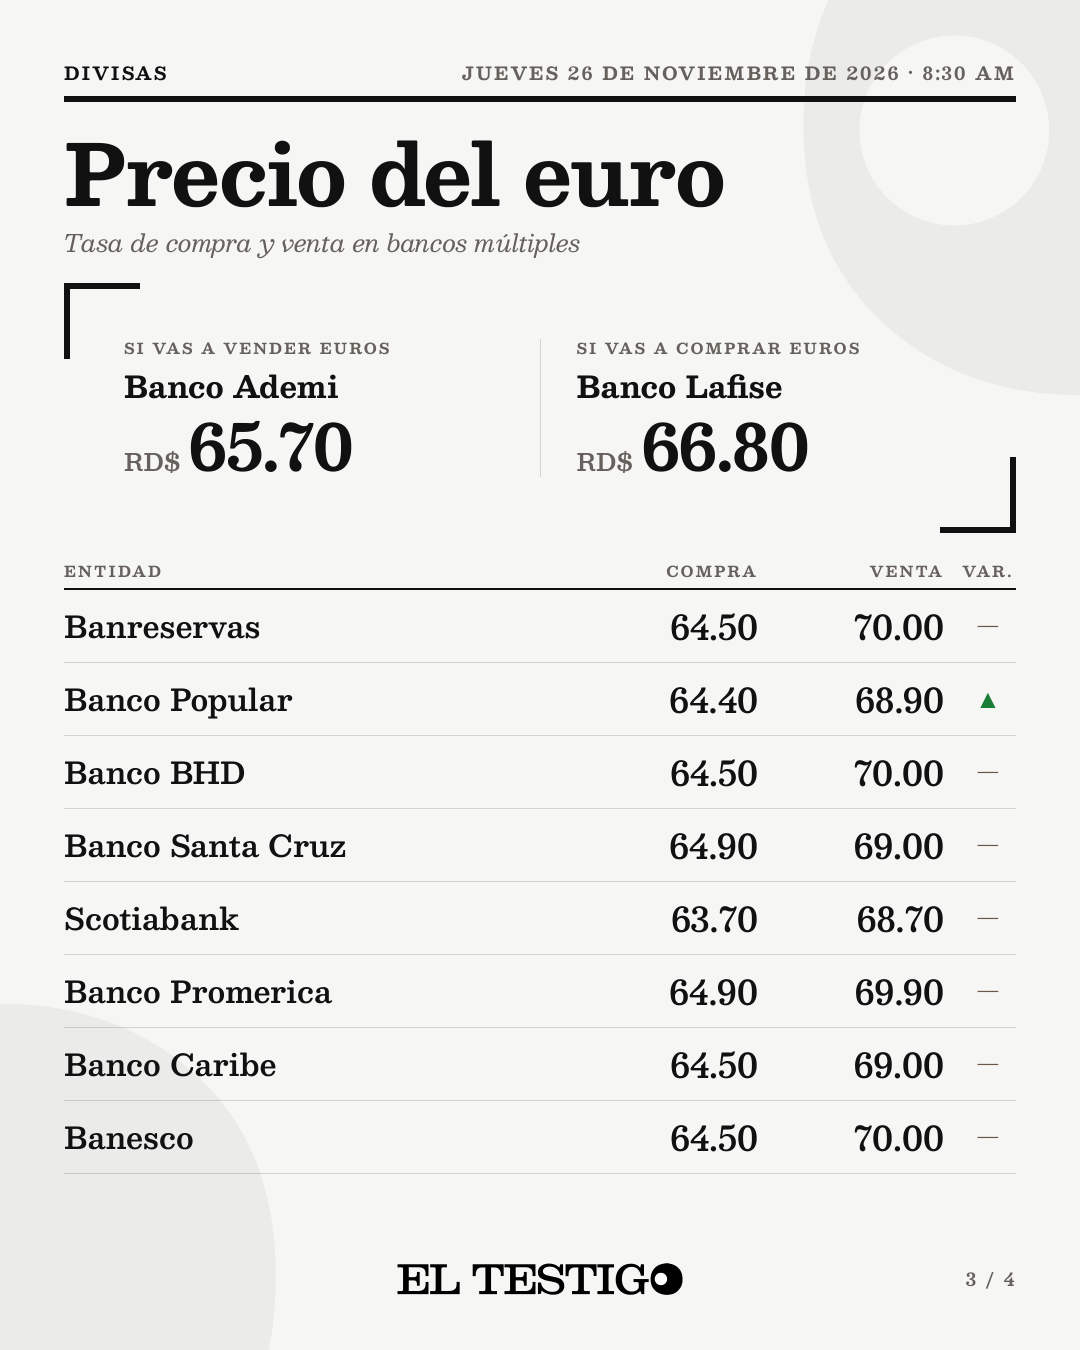 DIVISAS
JUEVES 26 DE NOVIEMBRE DE 2026 · 8:30 AM
Precio del euro
Tasa de compra y venta en bancos múltiples
SI VAS A VENDER EUROS
Banco Ademi
RD$ 65.70
SI VAS A COMPRAR EUROS
Banco Lafise
RD$ 66.80
ENTIDAD COMPRA VENTA VAR.
Banreservas 64.50 70.00 —
Banco Popular 64.40 68.90 ▲
Banco BHD 64.50 70.00 —
Banco Santa Cruz 64.90 69.00 —
Scotiabank 63.70 68.70 —
Banco Promerica 64.90 69.90 —
Banco Caribe 64.50 69.00 —
Banesco 64.50 70.00 —
EL TESTIGO
3 / 4